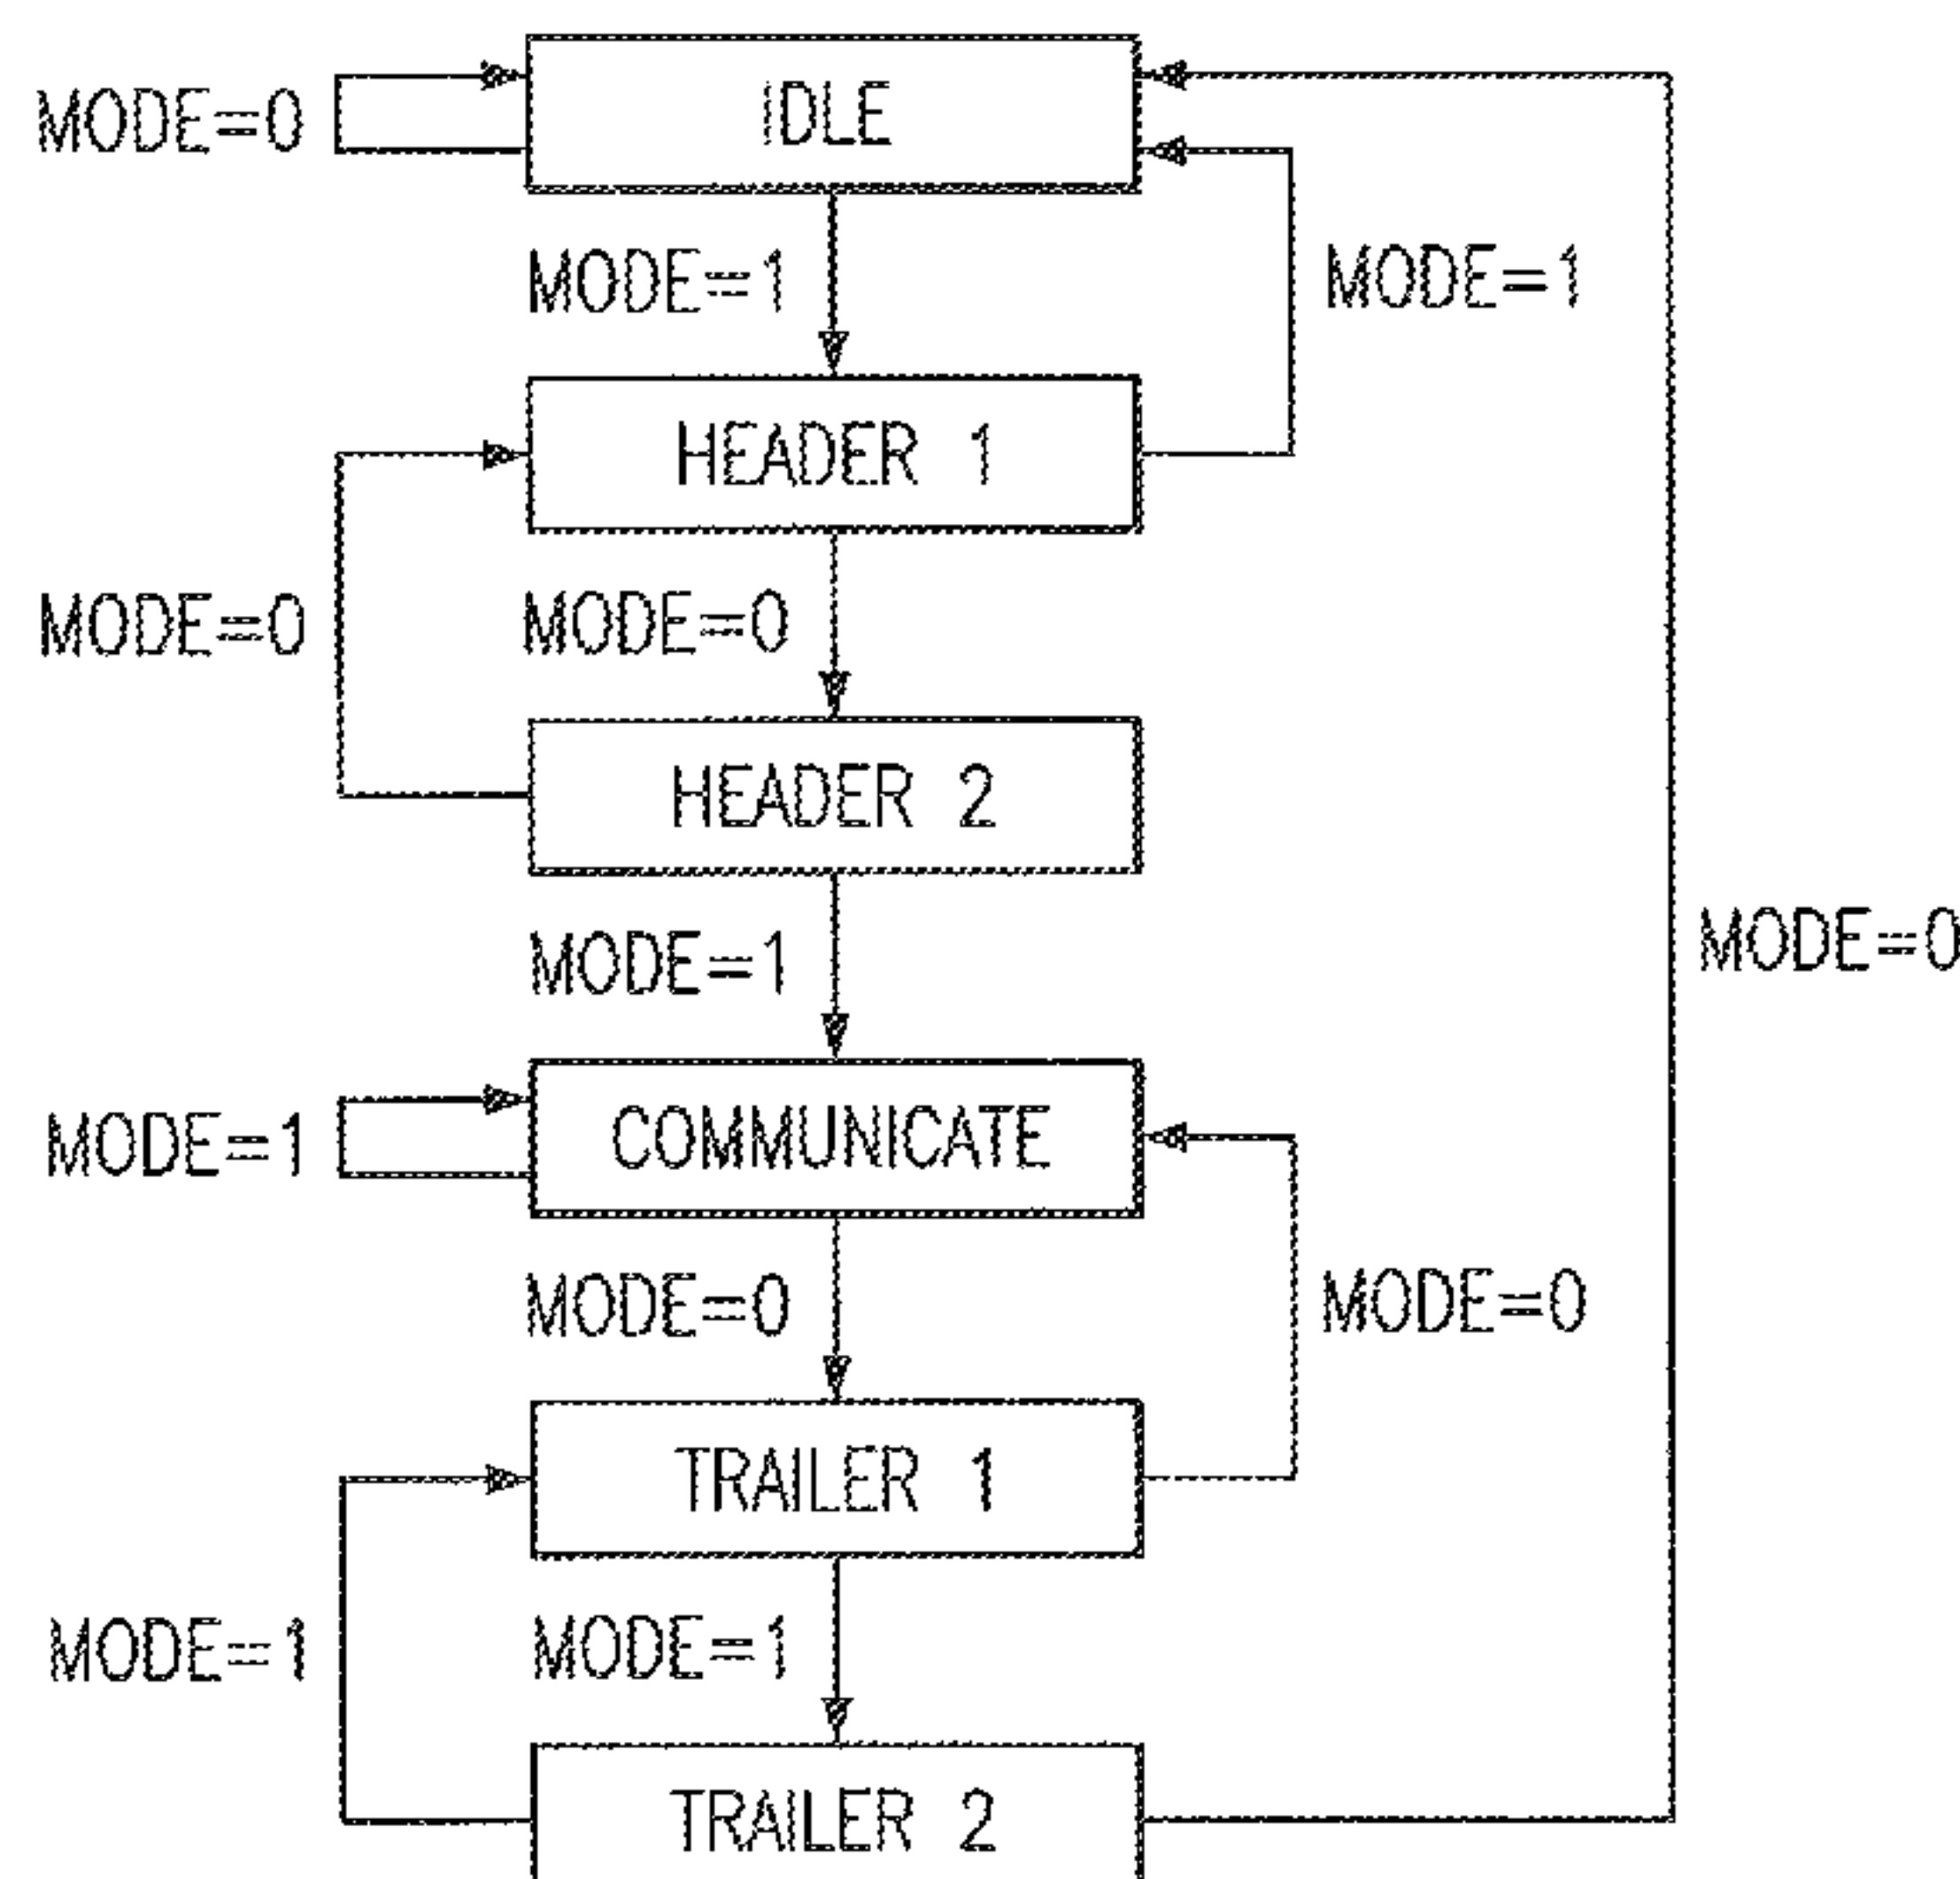 IDLE
MODE=0
MODE=1
MODE=1
HEADER 1
MODE=0
MODE=0
HEADER 2
MODE=1
MODE=0
COMMUNICATE
MODE=1
MODE=0
MODE=0
TRAILER 1
MODE=1
MODE=1
TRAILER 2